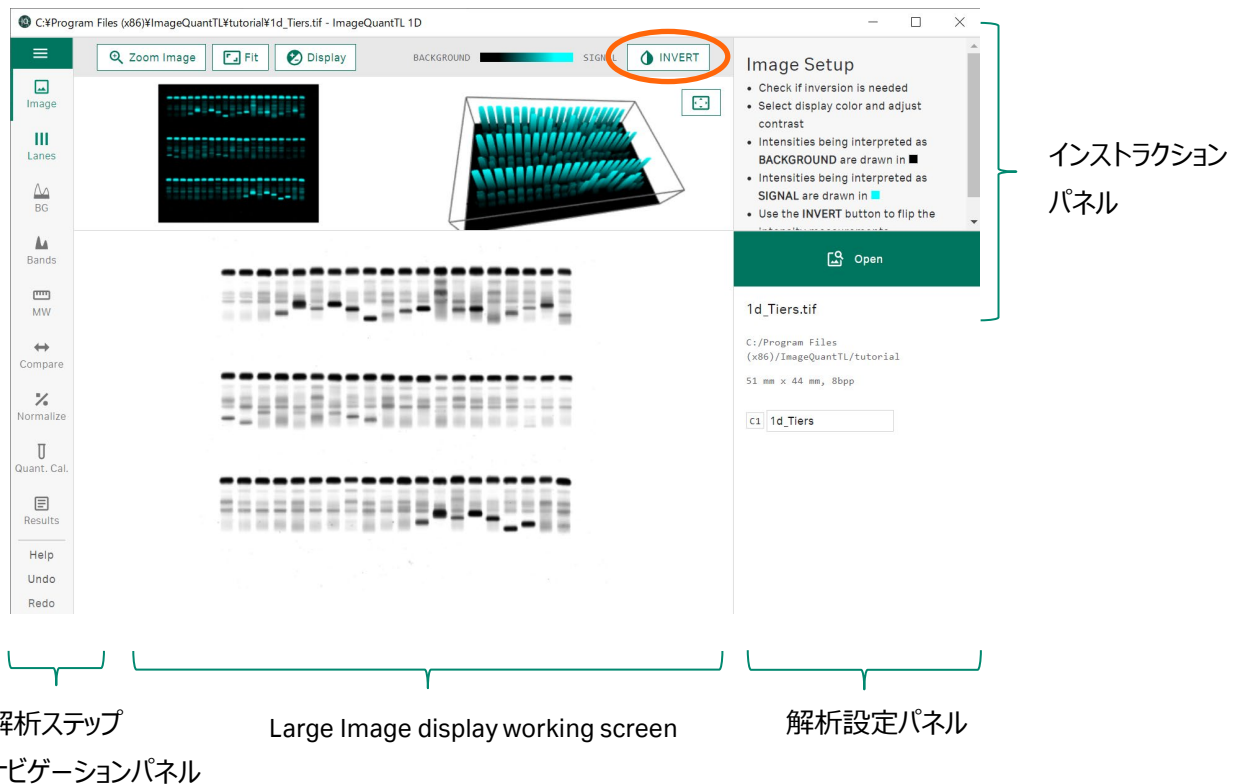 C:¥Program Files (x86)¥ImageQuantTL¥tutorial¥1d_Tiers.tif - ImageQuantTL 1D
Zoom Image
Fit
Display
BACKGROUND
SIGNAL
INVERT
Image
Lanes
BG
Bands
MW
Compare
Normalize
Quant. Cal.
Results
Help
Undo
Redo
Image Setup
• Check if inversion is needed
• Select display color and adjust
contrast
• Intensities being interpreted as
BACKGROUND are drawn in
• Intensities being interpreted as
SIGNAL are drawn in
• Use the INVERT button to flip the
Open
1d_Tiers.tif
C:/Program Files
(x86)/ImageQuantTL/tutorial
51 mm x 44 mm, 8bpp
C1 1d_Tiers
インストラクション
パネル
解析ステップ
ナビゲーションパネル
Large Image display working screen
解析設定パネル